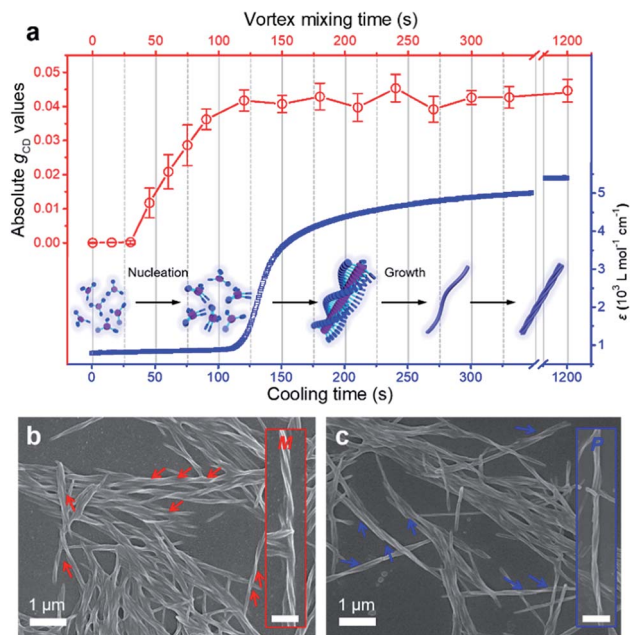 Vortex mixing time (s)
a
0 50 100 150 200 250 300 1200
Absolute gCD values
0.05
0.04
0.03
0.02
0.01
0.00
Nucleation
Growth
5
4
3
2
1
ε (10³ L mol⁻¹ cm⁻¹)
0 50 100 150 200 250 300 1200
Cooling time (s)
b
M
1 μm
c
P
1 μm